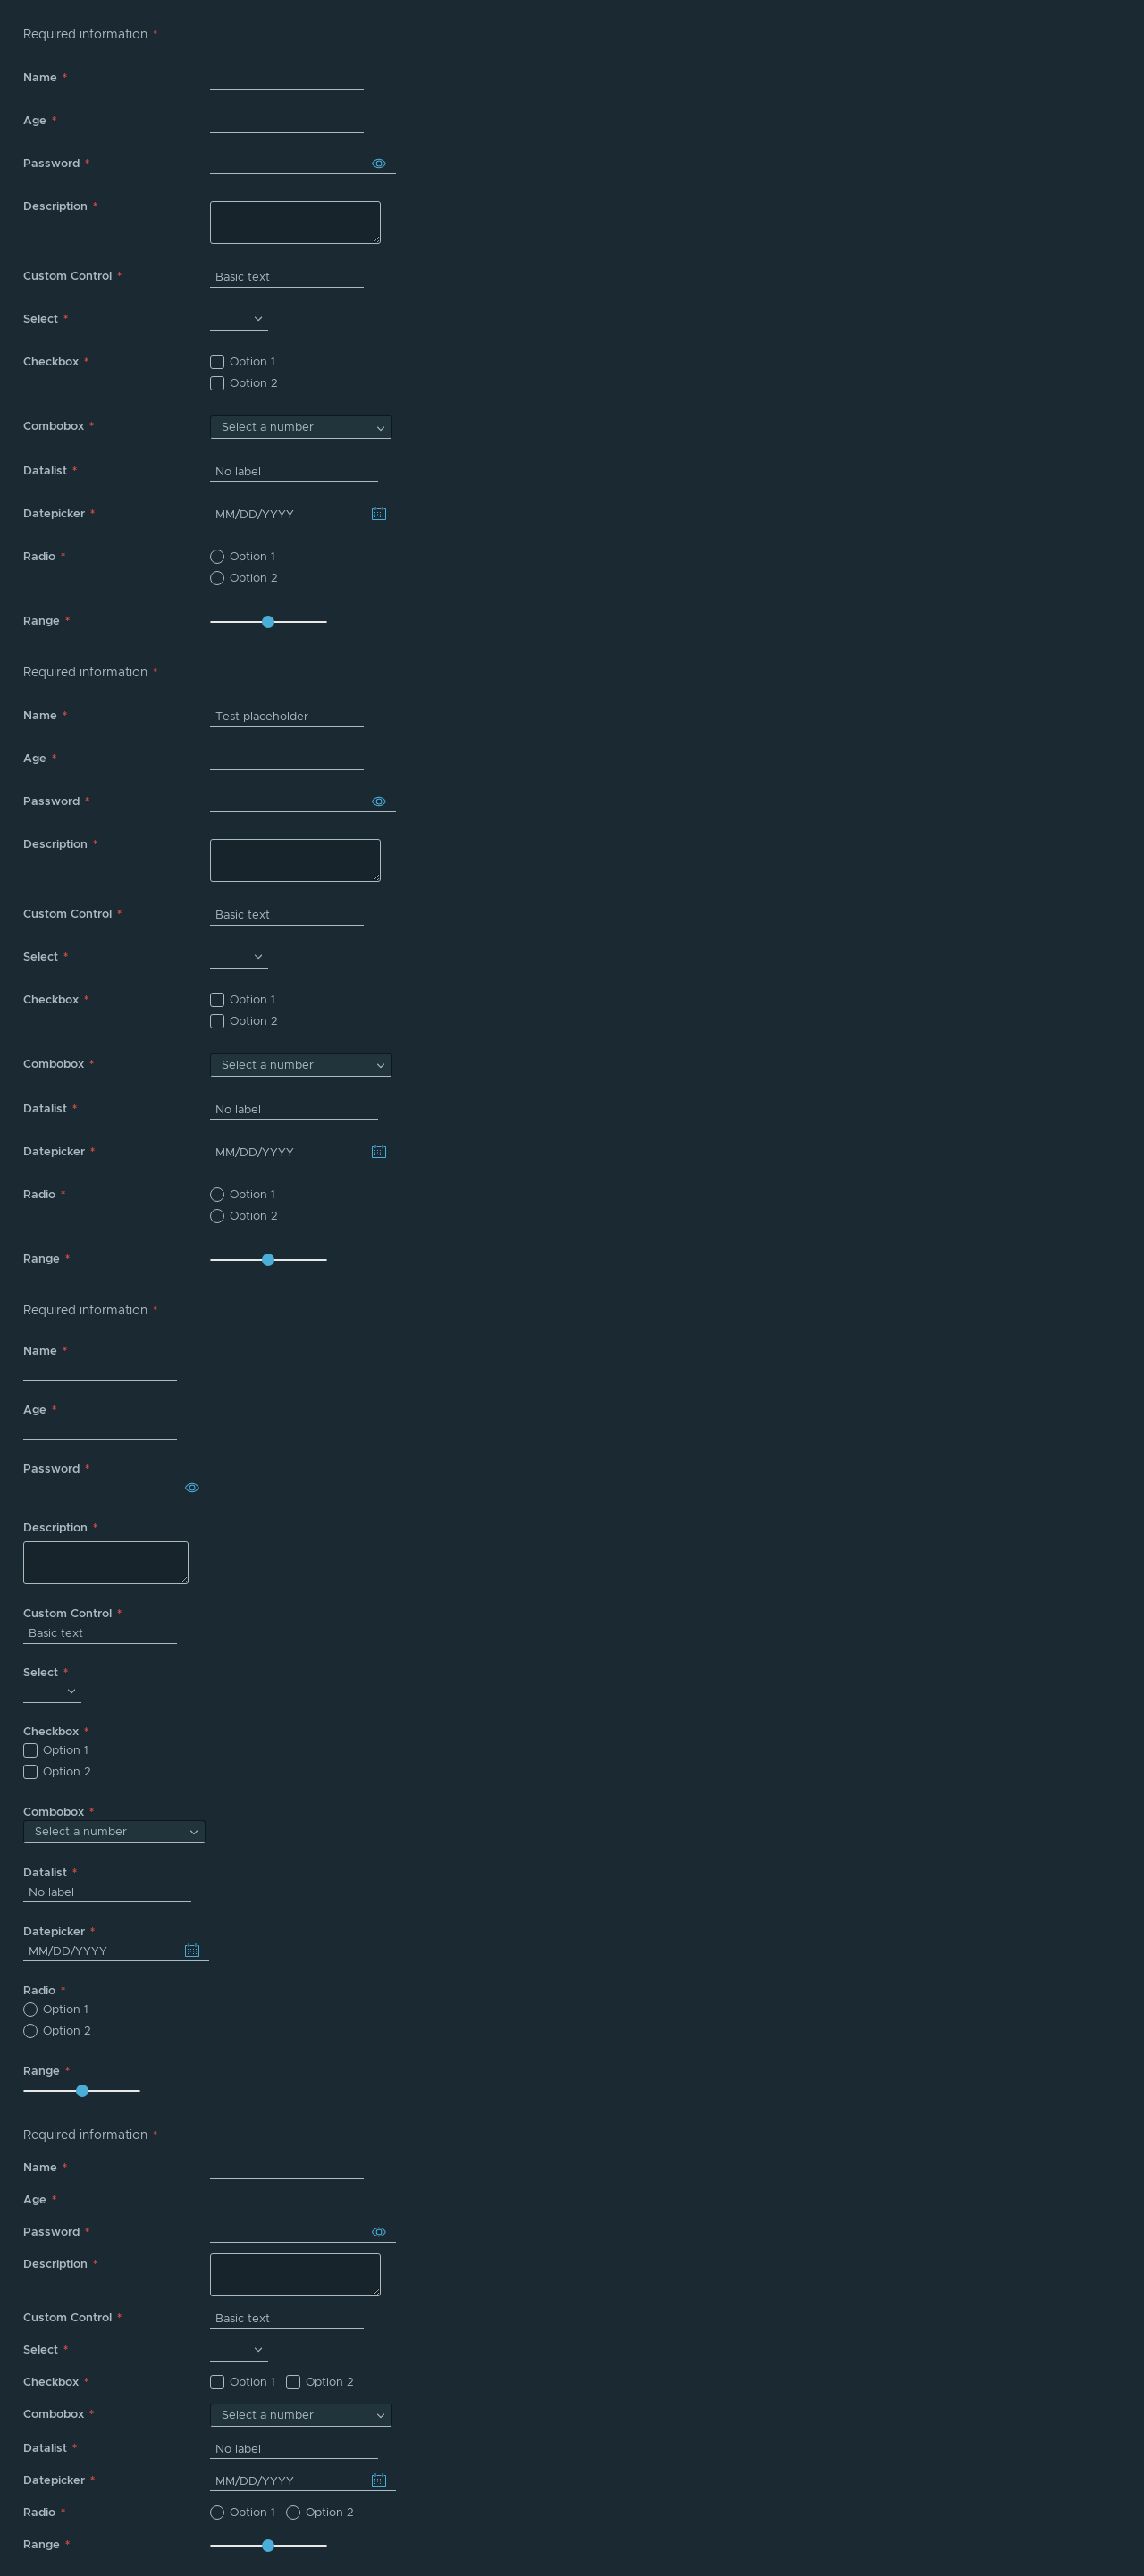 Required information *
Name *
Age *
Password *
Description *
Custom Control * Basic text
Select *
Checkbox * Option 1
Option 2
Combobox * Select a number
Datalist * No label
Datepicker * MM/DD/YYYY
Radio * Option 1
Option 2
Range *
Required information *
Name * Test placeholder
Age *
Password *
Description *
Custom Control * Basic text
Select *
Checkbox * Option 1
Option 2
Combobox * Select a number
Datalist * No label
Datepicker * MM/DD/YYYY
Radio * Option 1
Option 2
Range *
Required information *
Name *
Age *
Password *
Description *
Custom Control *
Basic text
Select *
Checkbox *
Option 1
Option 2
Combobox *
Select a number
Datalist *
No label
Datepicker *
MM/DD/YYYY
Radio *
Option 1
Option 2
Range *
Required information *
Name *
Age *
Password *
Description *
Custom Control * Basic text
Select *
Checkbox * Option 1 Option 2
Combobox * Select a number
Datalist * No label
Datepicker * MM/DD/YYYY
Radio * Option 1 Option 2
Range *